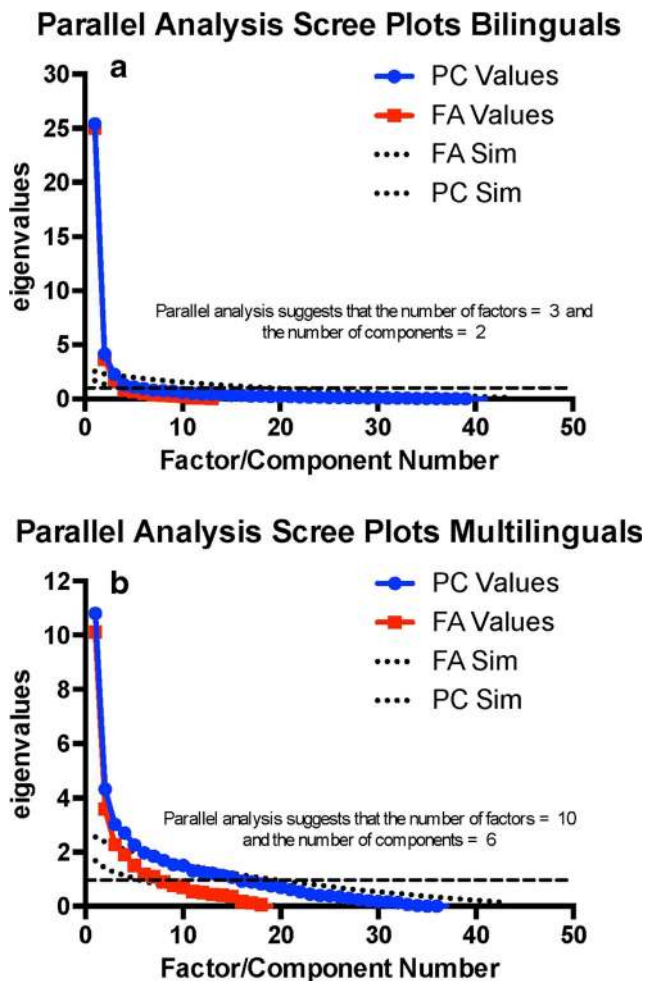 Parallel Analysis Scree Plots Bilinguals
a
PC Values
FA Values
FA Sim
PC Sim
30
25
20
15
10
5
0
eigenvalues
Parallel analysis suggests that the number of factors = 3 and
the number of components = 2
0 10 20 30 40 50
Factor/Component Number
Parallel Analysis Scree Plots Multilinguals
b
PC Values
FA Values
FA Sim
PC Sim
12
10
8
6
4
2
0
eigenvalues
Parallel analysis suggests that the number of factors = 10
and the number of components = 6
0 10 20 30 40 50
Factor/Component Number